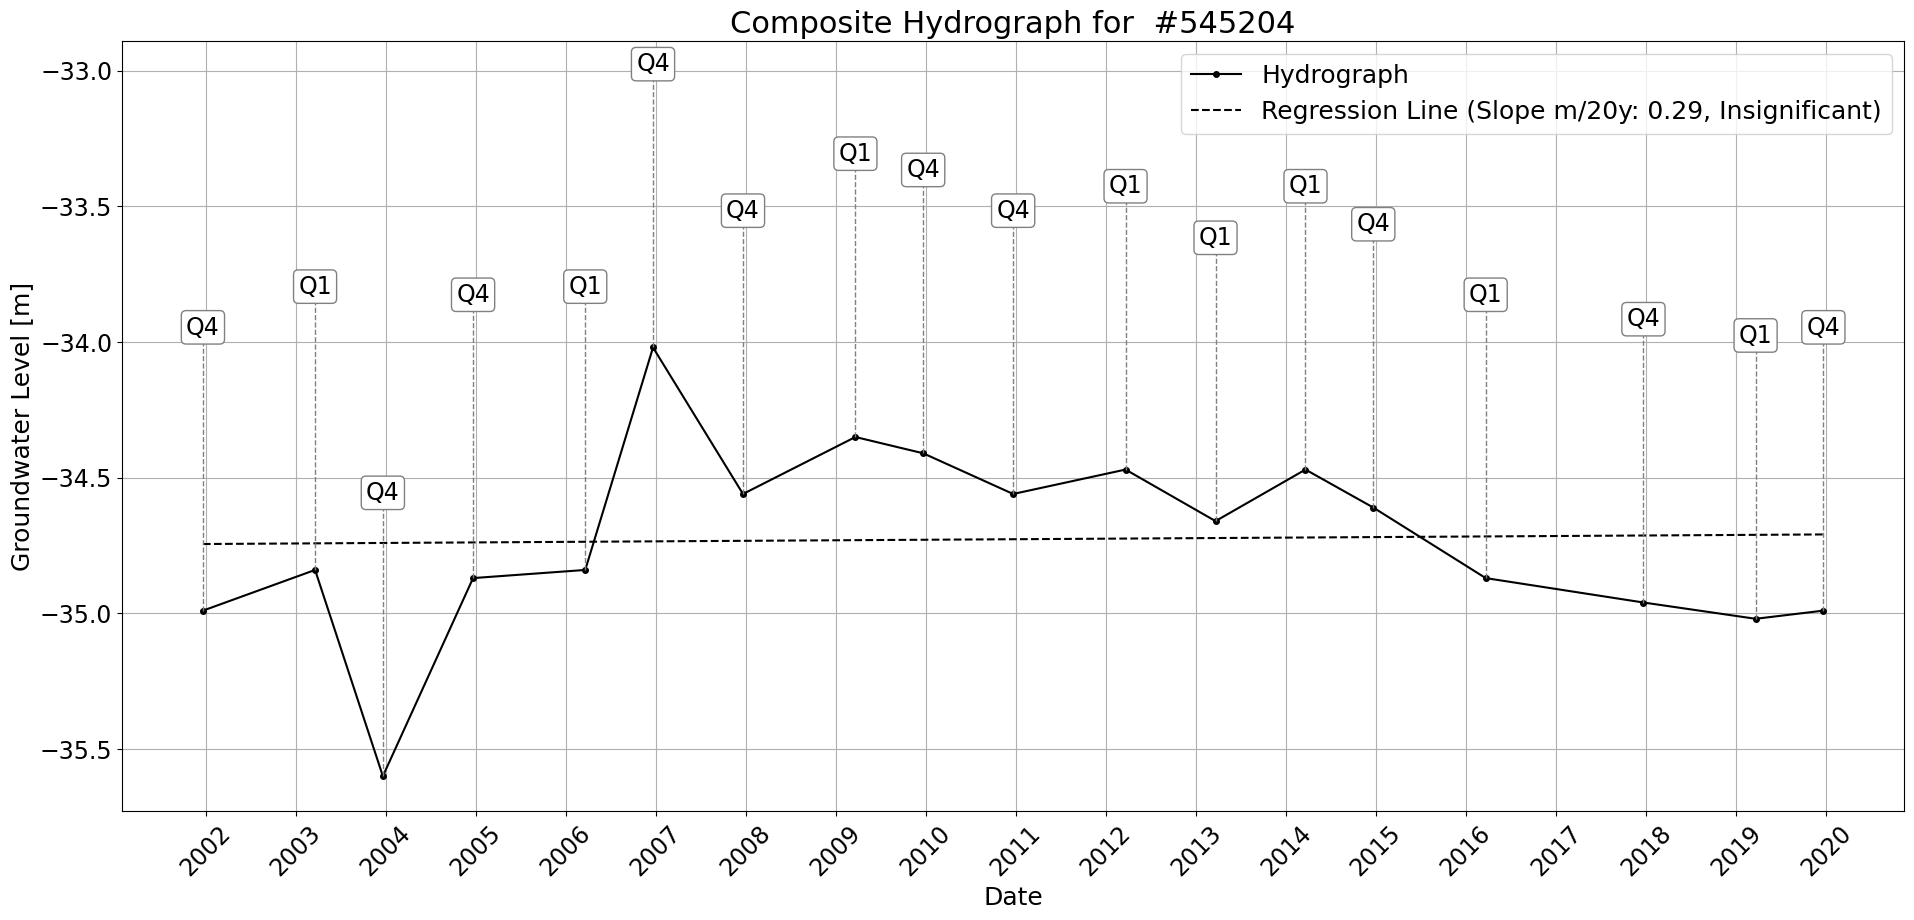 Composite Hydrograph for  #545204
Hydrograph
Regression Line (Slope m/20y: 0.29, Insignificant)
Groundwater Level [m]
−33.0
−33.5
−34.0
−34.5
−35.0
−35.5
Q4
Q1
Q4
Q4
Q1
Q4
Q4
Q1
Q4
Q4
Q1
Q1
Q1
Q4
Q1
Q4
Q1
Q4
2002
2003
2004
2005
2006
2007
2008
2009
2010
2011
2012
2013
2014
2015
2016
2017
2018
2019
2020
Date